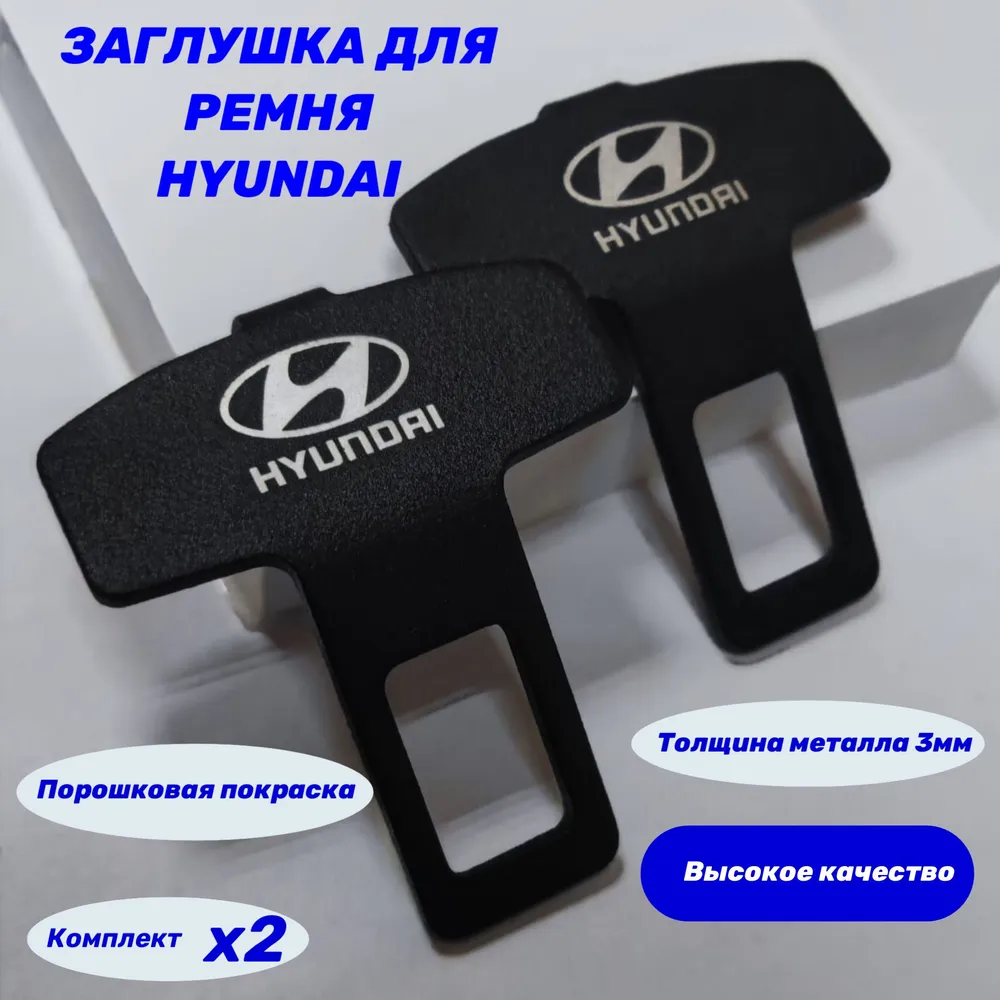 ЗАГЛУШКА ДЛЯ
РЕМНЯ
HYUNDAI
HYUNDAI
HYUNDAI
Толщина металла 3мм
Порошковая покраска
Высокое качество
Комплект x2